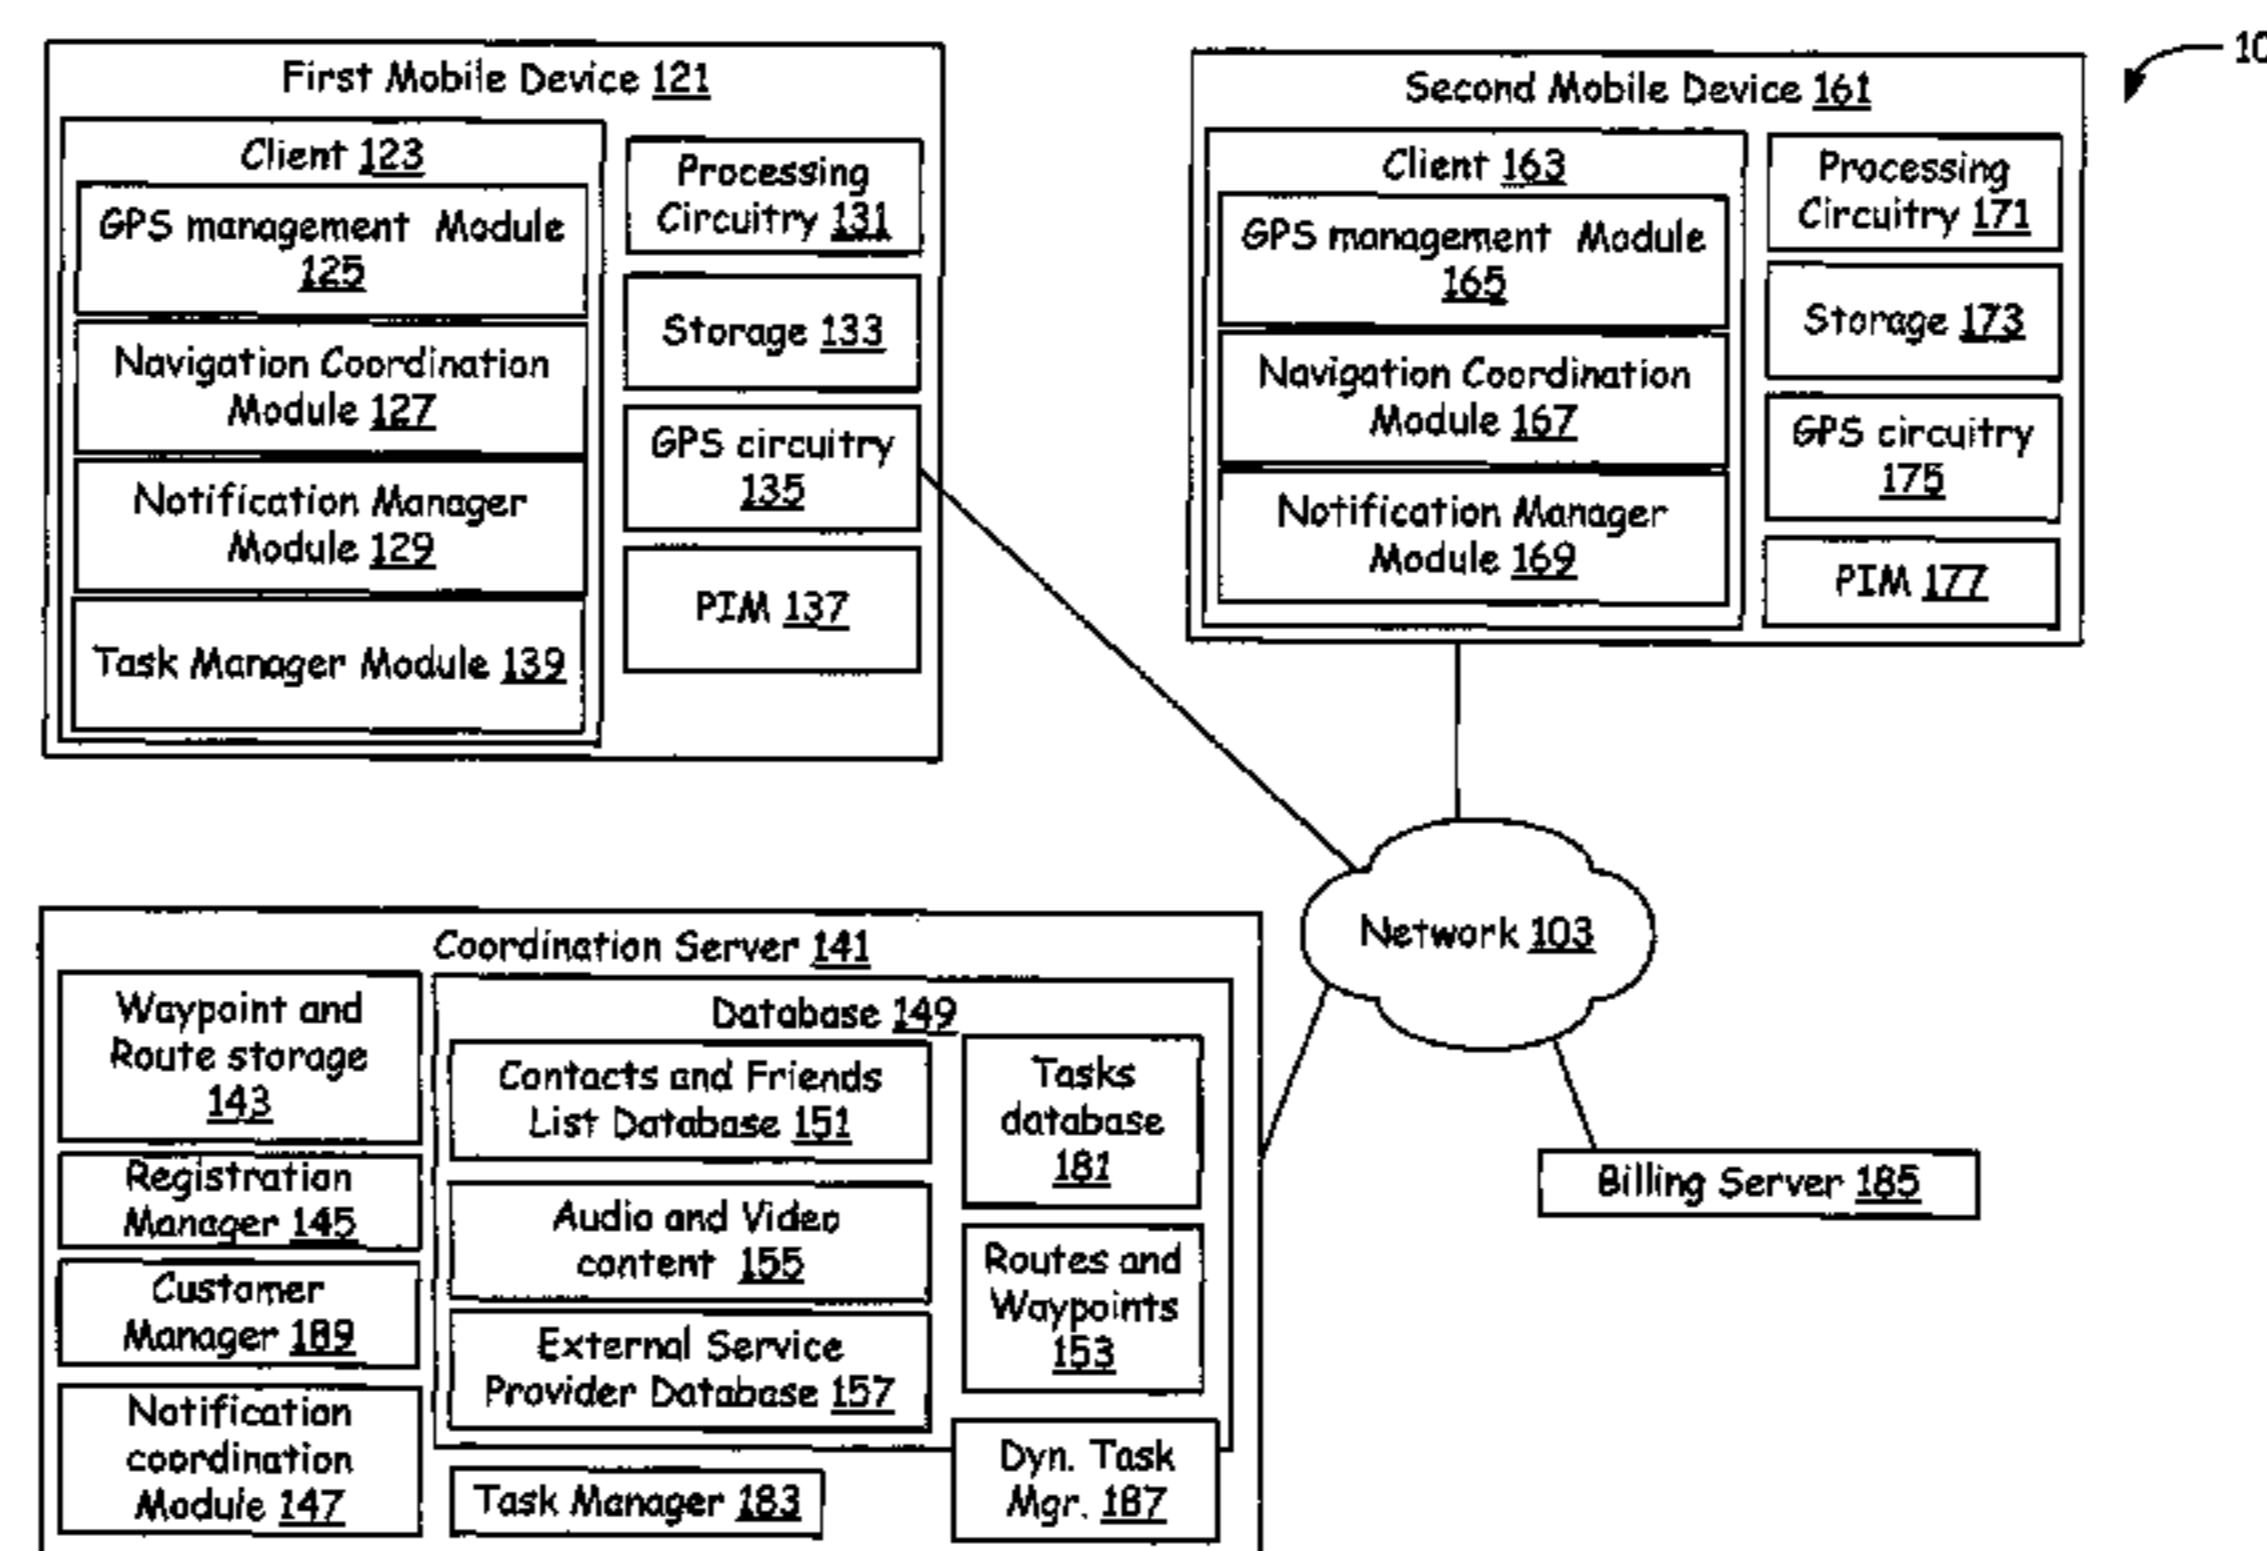 First Mobile Device 121
Client 123
GPS management Module
125
Navigation Coordination
Module 127
Notification Manager
Module 129
Task Manager Module 139
Processing
Circuitry 131
Storage 133
GPS circuitry
135
PIM 137
Second Mobile Device 161
Client 163
GPS management Module
165
Navigation Coordination
Module 167
Notification Manager
Module 169
Processing
Circuitry 171
Storage 173
GPS circuitry
175
PIM 177
Network 103
Coordination Server 141
Waypoint and
Route storage
143
Registration
Manager 145
Customer
Manager 189
Notification
coordination
Module 147
Database 149
Contacts and Friends
List Database 151
Audio and Video
content 155
External Service
Provider Database 157
Tasks
database
181
Routes and
Waypoints
153
Task Manager 183
Dyn. Task
Mgr. 187
Billing Server 185